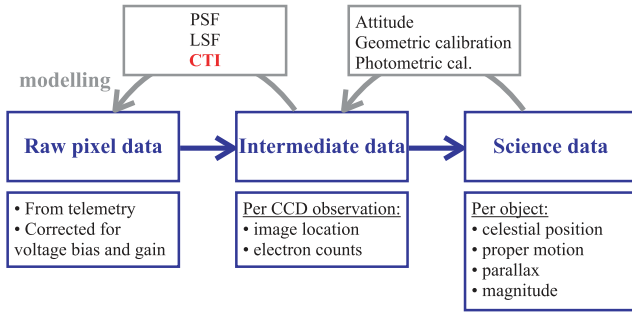 PSF
LSF
CTI
Attitude
Geometric calibration
Photometric cal.
modelling
Raw pixel data
Intermediate data
Science data
• From telemetry
• Corrected for
voltage bias and gain
Per CCD observation:
• image location
• electron counts
Per object:
• celestial position
• proper motion
• parallax
• magnitude